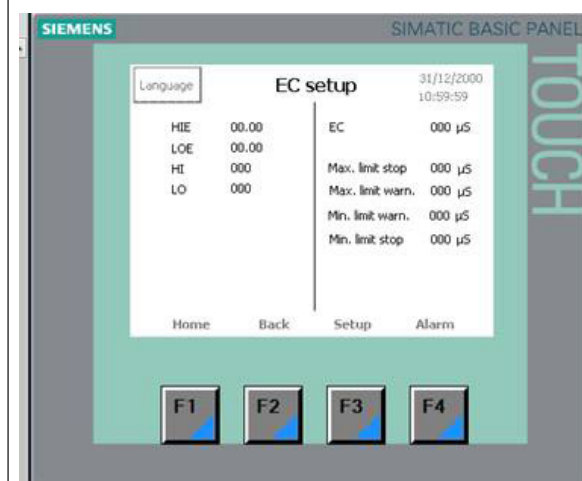 SIEMENS
SIMATIC BASIC PANEL
TOUCH
Language
EC setup
31/12/2000
10:59:59
HIE 00.00
LOE 00.00
HI 000
LO 000
EC 000 µS
Max. limit stop 000 µS
Max. limit warn. 000 µS
Min. limit warn. 000 µS
Min. limit stop 000 µS
Home Back Setup Alarm
F1 F2 F3 F4